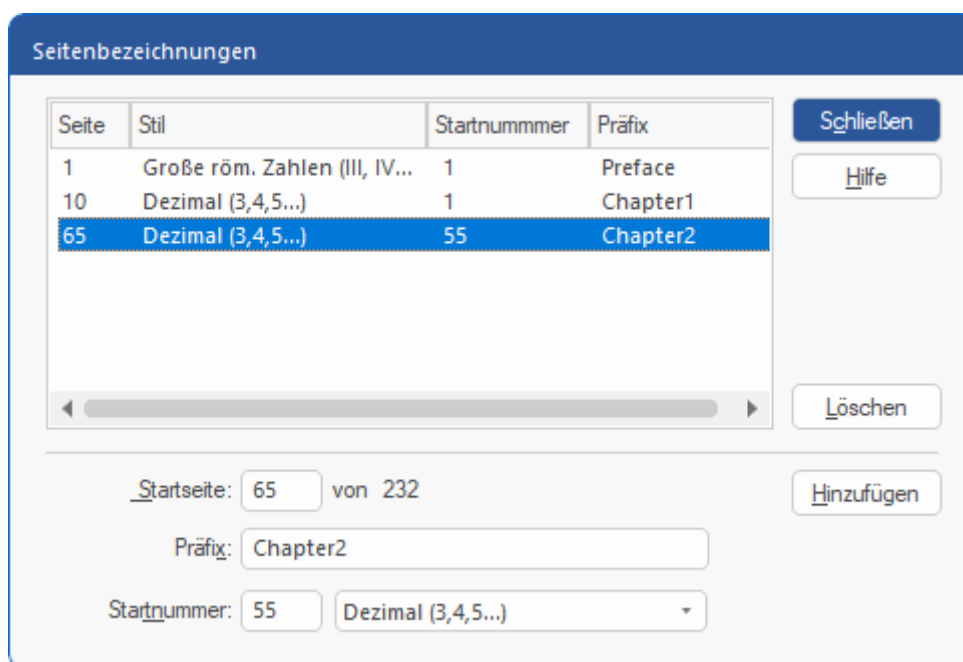 Seitenbezeichnungen
Seite Stil Startnummmer Präfix
1 Große röm. Zahlen (III, IV... 1 Preface
10 Dezimal (3,4,5...) 1 Chapter1
65 Dezimal (3,4,5...) 55 Chapter2
Schließen
Hilfe
Löschen
Startseite: 65 von 232
Hinzufügen
Präfix: Chapter2
Startnummer: 55 Dezimal (3,4,5...)